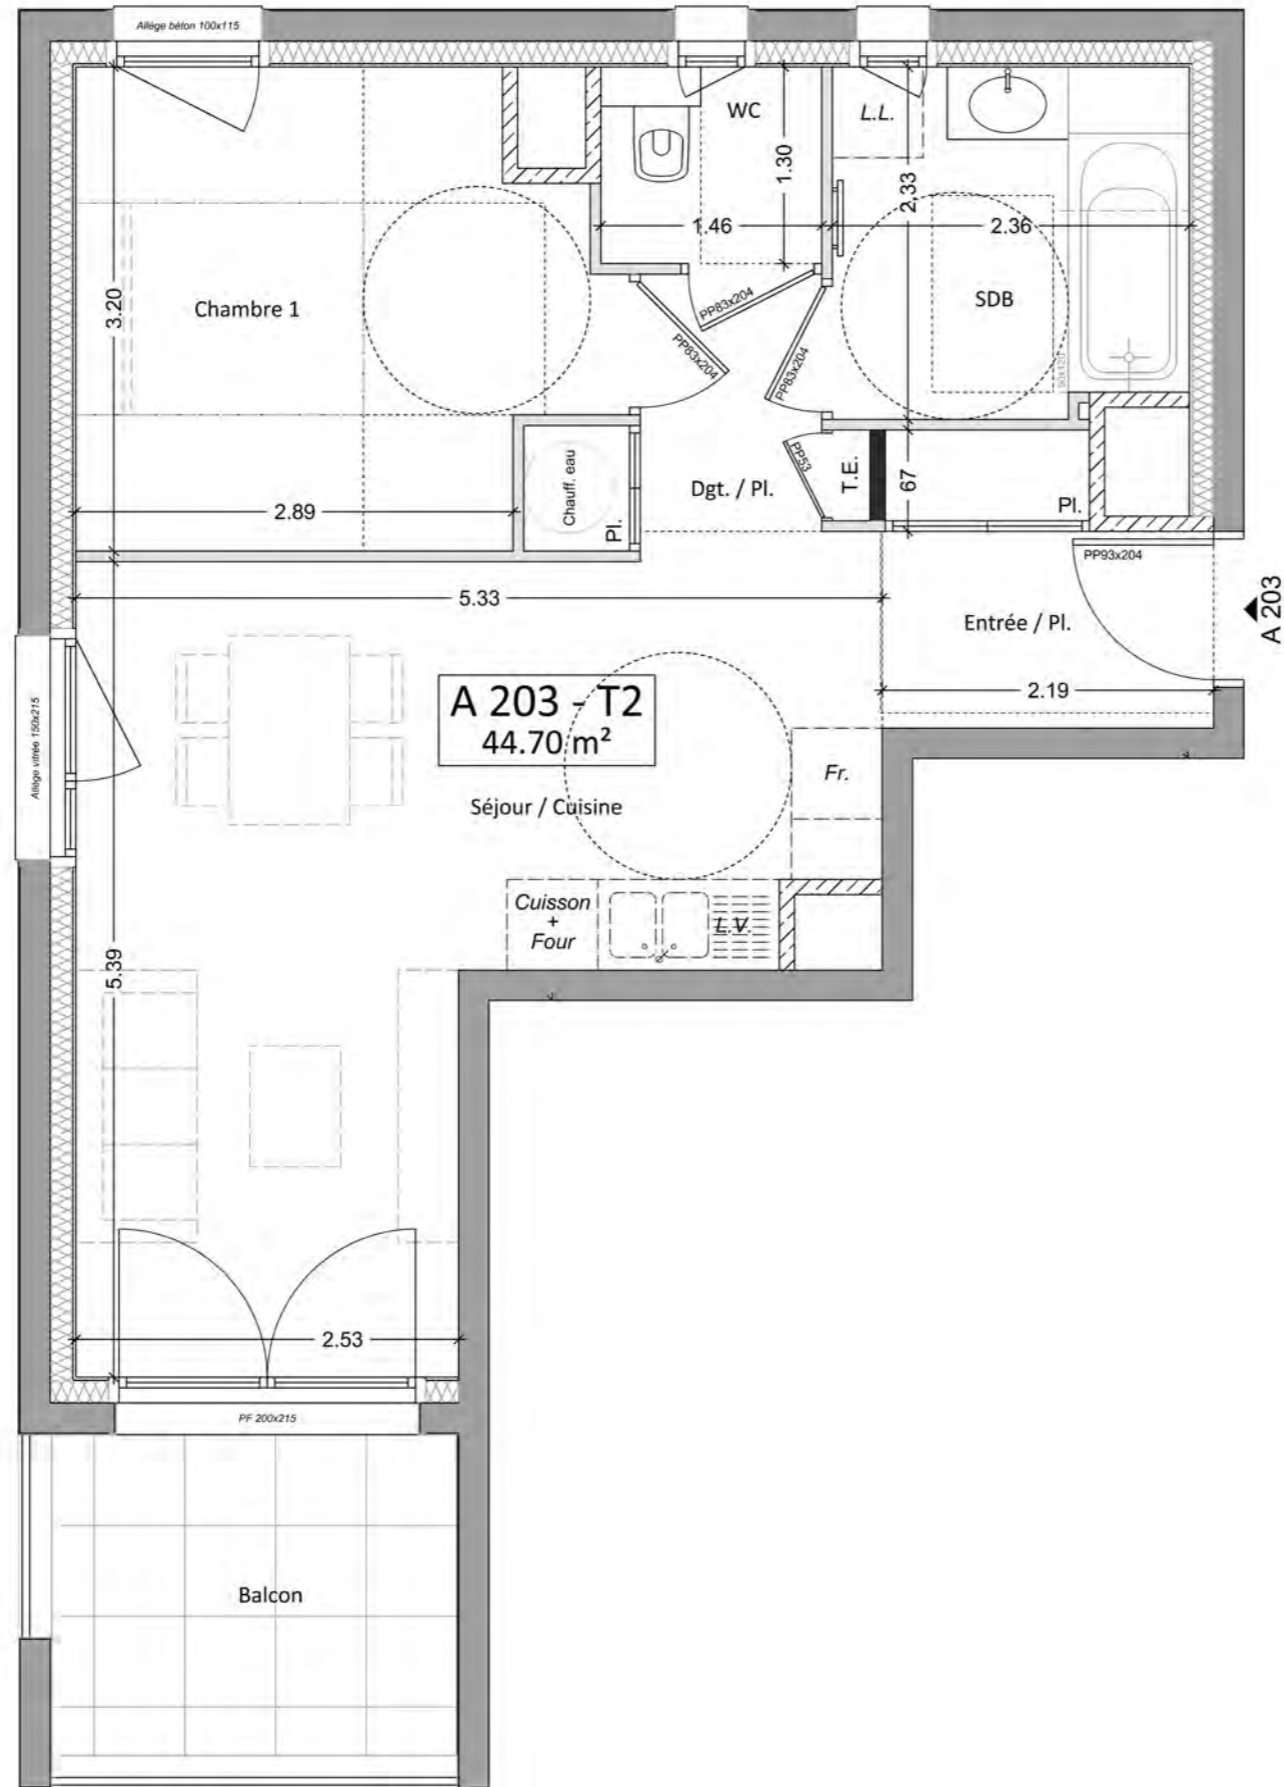 Allège béton 100x115
WC
L.L.
1.30
2.33
1.46
2.36
3.20
Chambre 1
SDB
PP83x204
PP83x204
PP83x204
90x120
Chauff. eau
Pl.
Dgt. / Pl.
PP53
T.E.
67
Pl.
2.89
PP93x204
5.33
Entrée / Pl.
A 203
2.19
Allège vitrée 150x215
A 203 - T2
44.70 m²
Séjour / Cuisine
Fr.
Cuisson
+
Four
L.V.
5.39
2.53
PF 200x215
Balcon